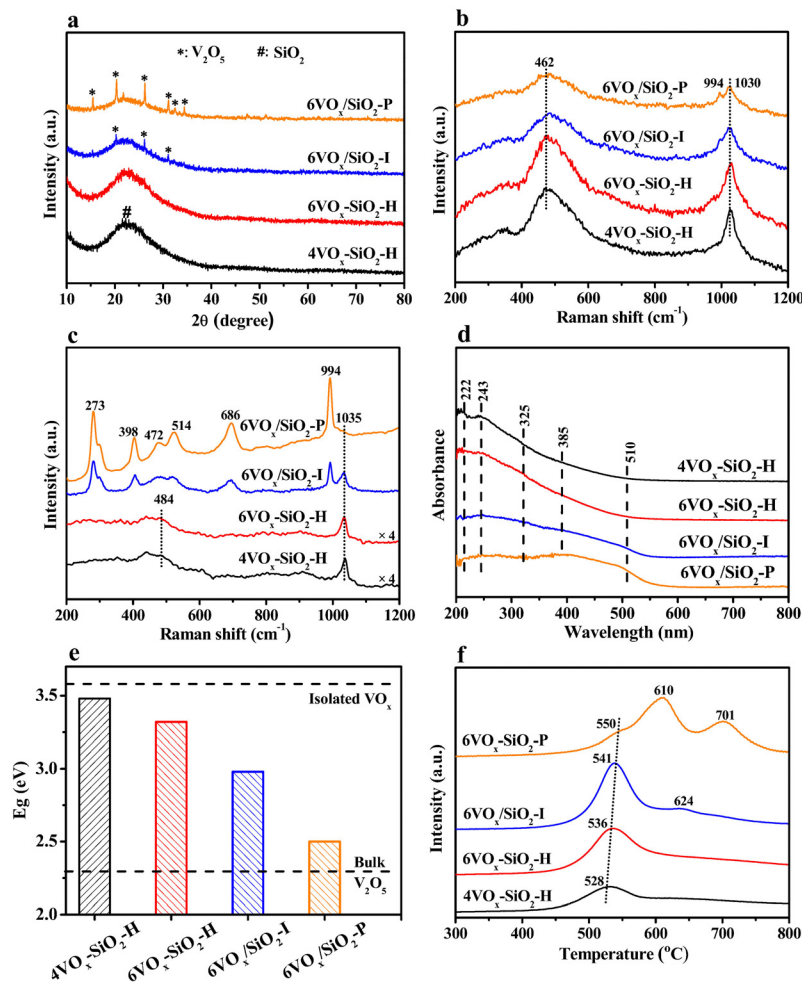 a
*: V₂O₅ #: SiO₂
* * * * * *
6VOₓ/SiO₂-P
* * *
6VOₓ/SiO₂-I
6VOₓ-SiO₂-H
#
4VOₓ-SiO₂-H
Intensity (a.u.)
10 20 30 40 50 60 70 80
2θ (degree)
b
462
6VOₓ/SiO₂-P
994 1030
6VOₓ/SiO₂-I
6VOₓ-SiO₂-H
4VOₓ-SiO₂-H
Intensity (a.u.)
200 400 600 800 1000 1200
Raman shift (cm⁻¹)
c
994
273
398
472
514
686
6VOₓ/SiO₂-P
1035
6VOₓ/SiO₂-I
484
6VOₓ-SiO₂-H
× 4
4VOₓ-SiO₂-H
× 4
Intensity (a.u.)
200 400 600 800 1000 1200
Raman shift (cm⁻¹)
d
222
243
325
385
510
4VOₓ-SiO₂-H
6VOₓ-SiO₂-H
6VOₓ/SiO₂-I
6VOₓ/SiO₂-P
Absorbance
200 300 400 500 600 700 800
Wavelength (nm)
e
Isolated VOₓ
Bulk
V₂O₅
3.5
3.0
2.5
2.0
Eg (eV)
4VOₓ-SiO₂-H
6VOₓ-SiO₂-H
6VOₓ/SiO₂-I
6VOₓ/SiO₂-P
f
610
550
701
6VOₓ-SiO₂-P
541
624
6VOₓ/SiO₂-I
536
6VOₓ-SiO₂-H
528
4VOₓ-SiO₂-H
Intensity (a.u.)
300 400 500 600 700 800
Temperature (°C)